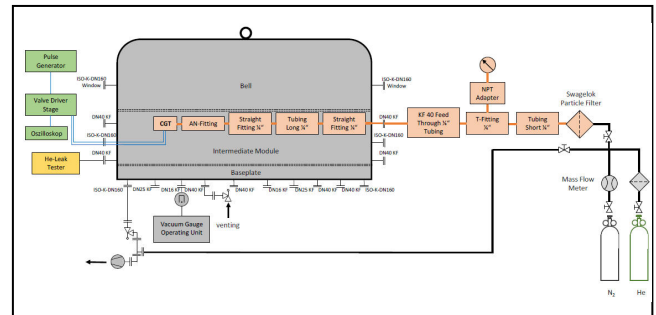 Pulse
Generator
Valve Driver
Stage
Oszilloskop
He-Leak
Tester
ISO-K-DN160
Window
DN40 KF
ISO-K-DN160
DN40 KF
Bell
ISO-K-DN160
Window
CGT
AN-Fitting
Straight
Fitting ¼"
Tubing
Long ¼"
Straight
Fitting ¼"
DN40 KF
ISO-K-DN160
DN40 KF
Intermediate Module
Baseplate
KF 40 Feed
Through ¼"
Tubing
NPT
Adapter
T-Fitting
¼"
Tubing
Short ¼"
Swagelok
Particle Filter
Mass Flow
Meter
ISO-K-DN160
DN25 KF
DN16 KF
DN40 KF
DN40 KF
DN16 KF
DN25 KF
DN40 KF
DN40 KF
ISO-K-DN160
Vacuum Gauge
Operating Unit
venting
N₂
He